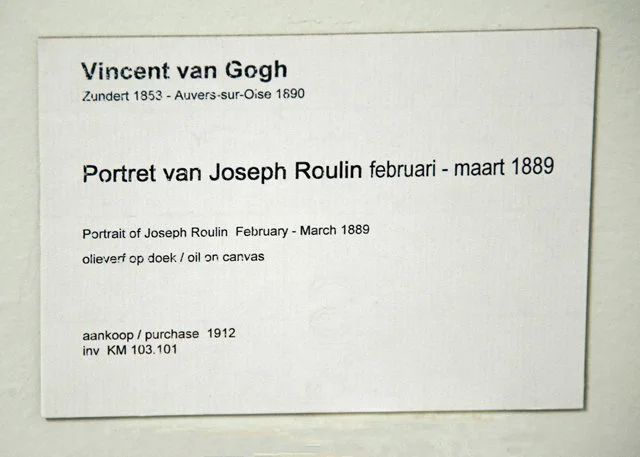 Vincent van Gogh
Zundert 1853 - Auvers-sur-Oise 1890
Portret van Joseph Roulin februari - maart 1889
Portrait of Joseph Roulin February - March 1889
olieverf op doek / oil on canvas
aankoop / purchase 1912
inv KM 103.101